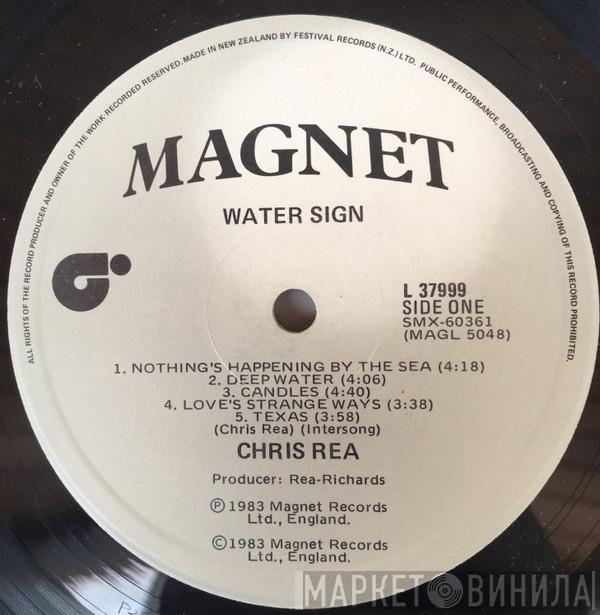 ALL RIGHTS OF THE RECORD PRODUCER AND OWNER OF THE WORK RECORDED RESERVED. MADE IN NEW ZEALAND BY FESTIVAL RECORDS (N.Z.) LTD. PUBLIC PERFORMANCE, BROADCASTING AND COPYING OF THIS RECORD PROHIBITED.
MAGNET
WATER SIGN
L 37999
SIDE ONE
SMX-60361
(MAGL 5048)
1. NOTHING'S HAPPENING BY THE SEA (4:18)
2. DEEP WATER (4:06)
3. CANDLES (4:40)
4. LOVE'S STRANGE WAYS (3:38)
5. TEXAS (3:58)
(Chris Rea) (Intersong)
CHRIS REA
Producer: Rea-Richards
Ⓟ1983 Magnet Records
Ltd., England.
©1983 Magnet Records
Ltd., England.
МАРКЕТ ВИНИЛА